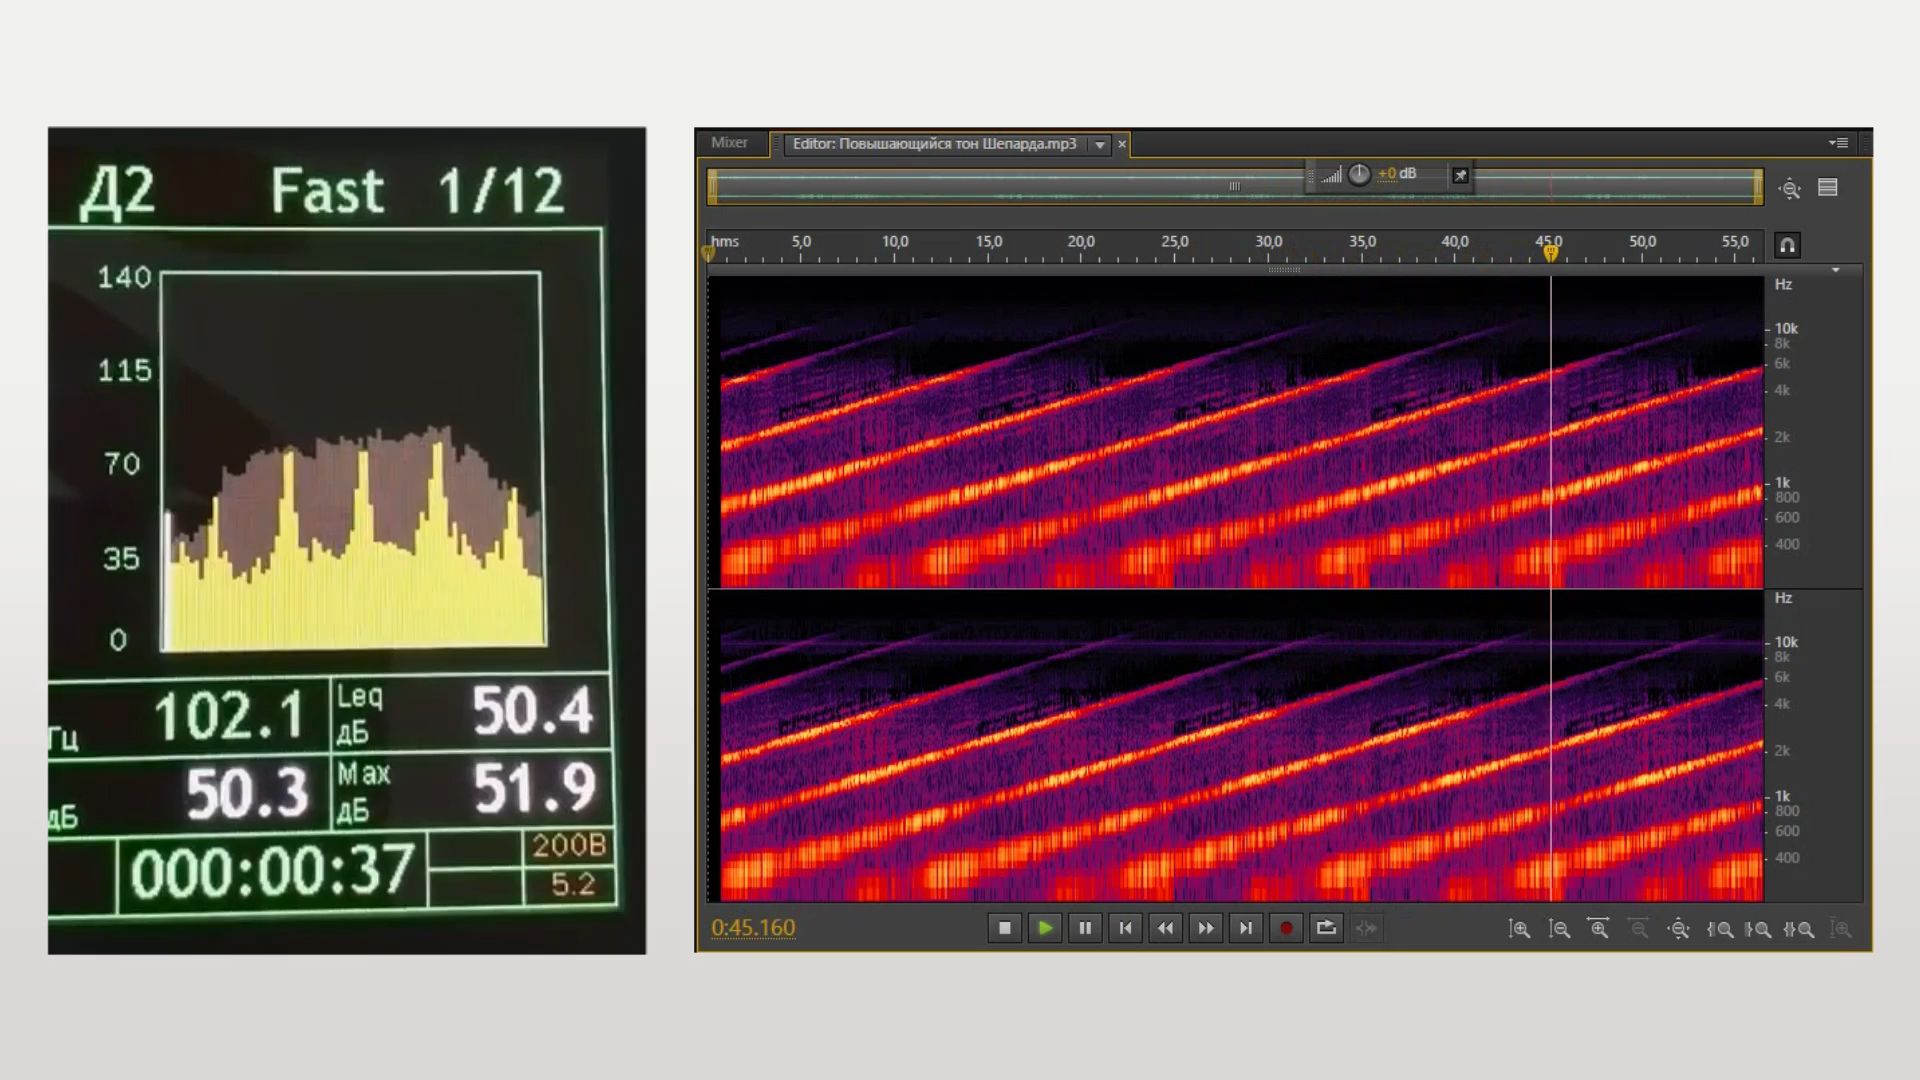 Д2 Fast 1/12
140
115
70
35
0
Гц 102.1 Leq дБ 50.4
дБ 50.3 Max дБ 51.9
000:00:37 200В
5.2
Mixer Editor: Повышающийся тон Шепарда.mp3
+0 dB
hms 5,0 10,0 15,0 20,0 25,0 30,0 35,0 40,0 45,0 50,0 55,0
Hz
10k
8k
6k
4k
2k
1k
800
600
400
Hz
10k
8k
6k
4k
2k
1k
800
600
400
0:45.160